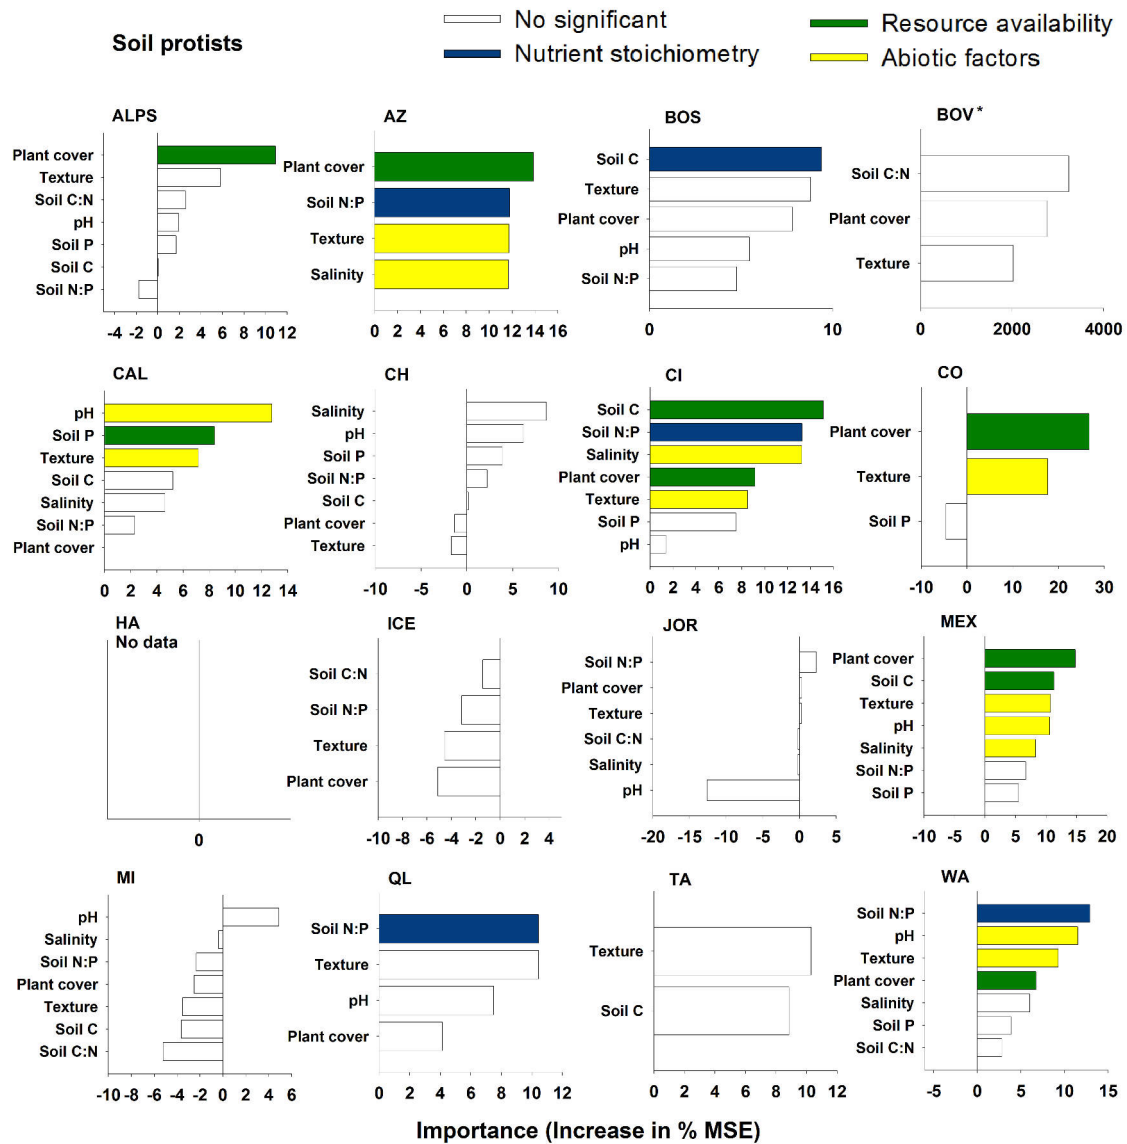 Soil protists
No significant
Nutrient stoichiometry
Resource availability
Abiotic factors
ALPS
Plant cover
Texture
Soil C:N
pH
Soil P
Soil C
Soil N:P
-4 -2 0 2 4 6 8 10 12
AZ
Plant cover
Soil N:P
Texture
Salinity
0 2 4 6 8 10 12 14 16
BOS
Soil C
Texture
Plant cover
pH
Soil N:P
0 10
BOV *
Soil C:N
Plant cover
Texture
0 2000 4000
CAL
pH
Soil P
Texture
Soil C
Salinity
Soil N:P
Plant cover
0 2 4 6 8 10 12 14
CH
Salinity
pH
Soil P
Soil N:P
Soil C
Plant cover
Texture
-10 -5 0 5 10
CI
Soil C
Soil N:P
Salinity
Plant cover
Texture
Soil P
pH
0 2 4 6 8 10 12 14 16
CO
Plant cover
Texture
Soil P
-10 0 10 20 30
HA
No data
0
ICE
Soil C:N
Soil N:P
Texture
Plant cover
-10 -8 -6 -4 -2 0 2 4
JOR
Soil N:P
Plant cover
Texture
Soil C:N
Salinity
pH
-20 -15 -10 -5 0 5
MEX
Plant cover
Soil C
Texture
pH
Salinity
Soil N:P
Soil P
-10 -5 0 5 10 15 20
MI
pH
Salinity
Soil N:P
Plant cover
Texture
Soil C
Soil C:N
-10 -8 -6 -4 -2 0 2 4 6
QL
Soil N:P
Texture
pH
Plant cover
0 2 4 6 8 10 12
TA
Texture
Soil C
0 2 4 6 8 10 12
WA
Soil N:P
pH
Texture
Plant cover
Salinity
Soil P
Soil C:N
-5 0 5 10 15
Importance (Increase in % MSE)